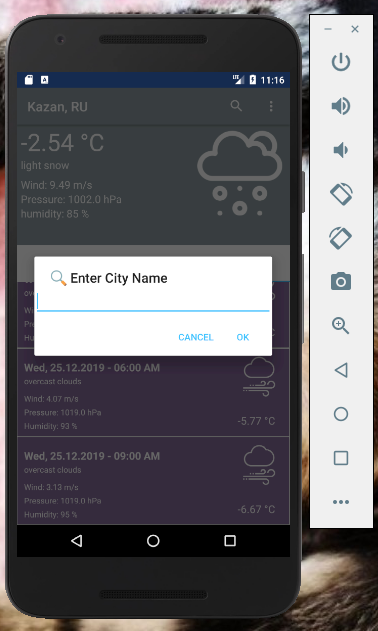 LTE 11:16
Kazan, RU
-2.54 °C
light snow
Wind: 9.49 m/s
Pressure: 1002.0 hPa
humidity: 85 %
Enter City Name
CANCEL OK
Wed, 25.12.2019 - 06:00 AM
overcast clouds
Wind: 4.07 m/s
Pressure: 1019.0 hPa
Humidity: 93 %
-5.77 °C
Wed, 25.12.2019 - 09:00 AM
overcast clouds
Wind: 3.13 m/s
Pressure: 1019.0 hPa
Humidity: 95 %
-6.67 °C